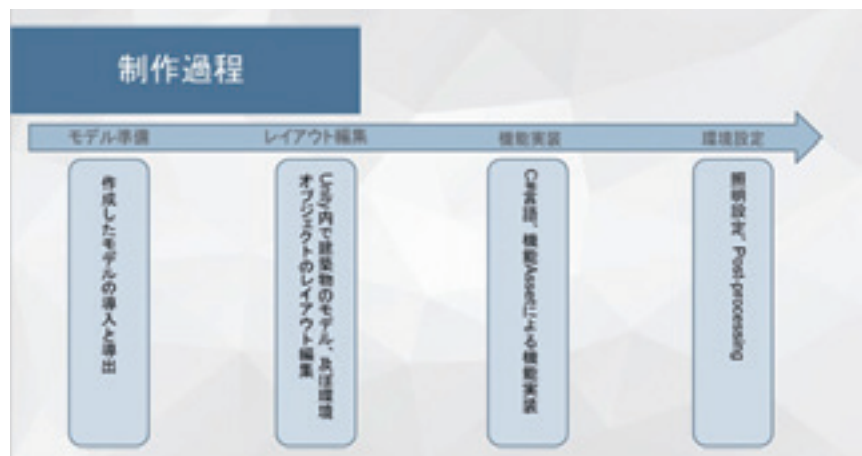 制作過程
モデル準備
レイアウト編集
機能実装
環境設定
作成したモデルの導入と導出
Unity内で建築物のモデル、及ぼ環境
オブジェクトのレイアウト編集
C#言語、機能Assetによる機能実装
照明設定、Post-processing